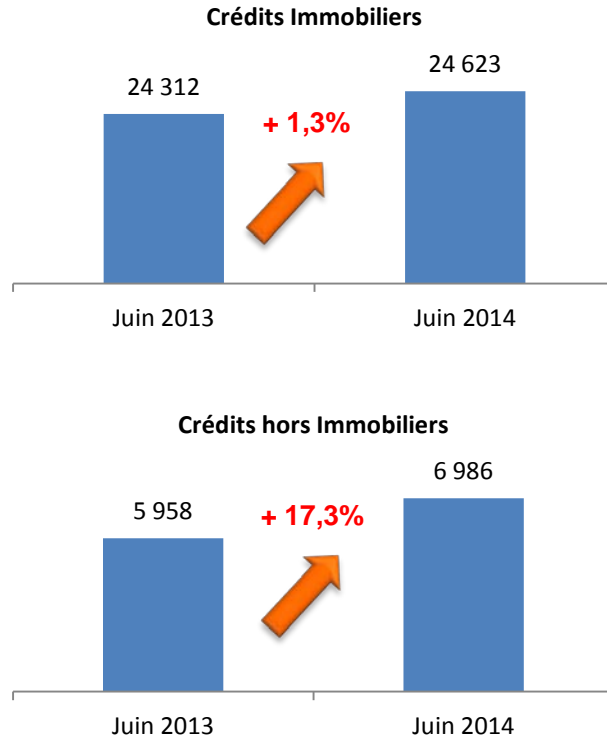 Crédits Immobiliers
24 312
24 623
+ 1,3%
Juin 2013
Juin 2014
Crédits hors Immobiliers
5 958
6 986
+ 17,3%
Juin 2013
Juin 2014